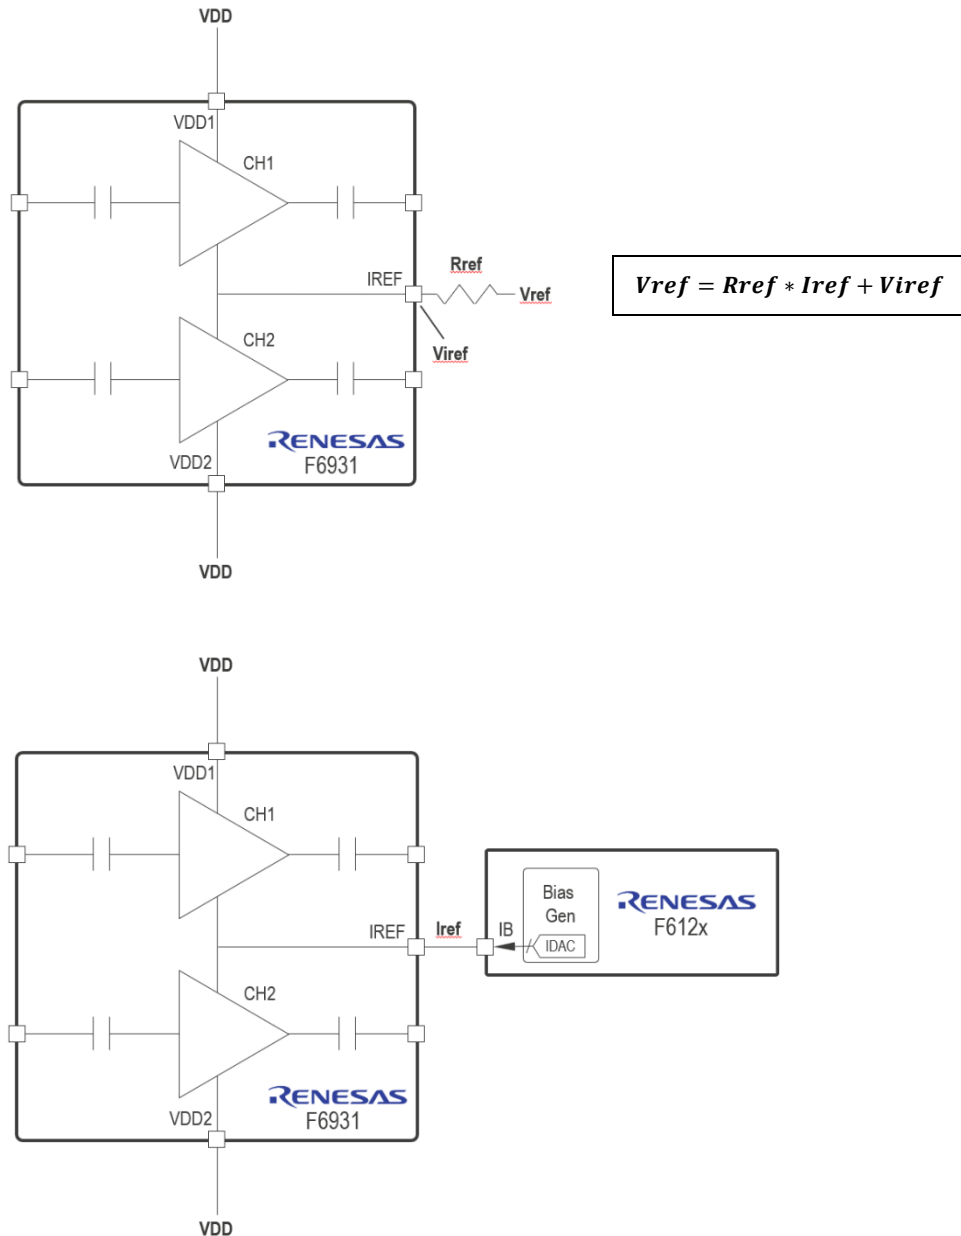 VDD
VDD1
CH1
IREF
Rref
Vref
Vref = Rref * Iref + Viref
Viref
CH2
RENESAS
F6931
VDD2
VDD
VDD
VDD1
CH1
IREF
Iref
IB
Bias
Gen
IDAC
RENESAS
F612x
CH2
RENESAS
F6931
VDD2
VDD